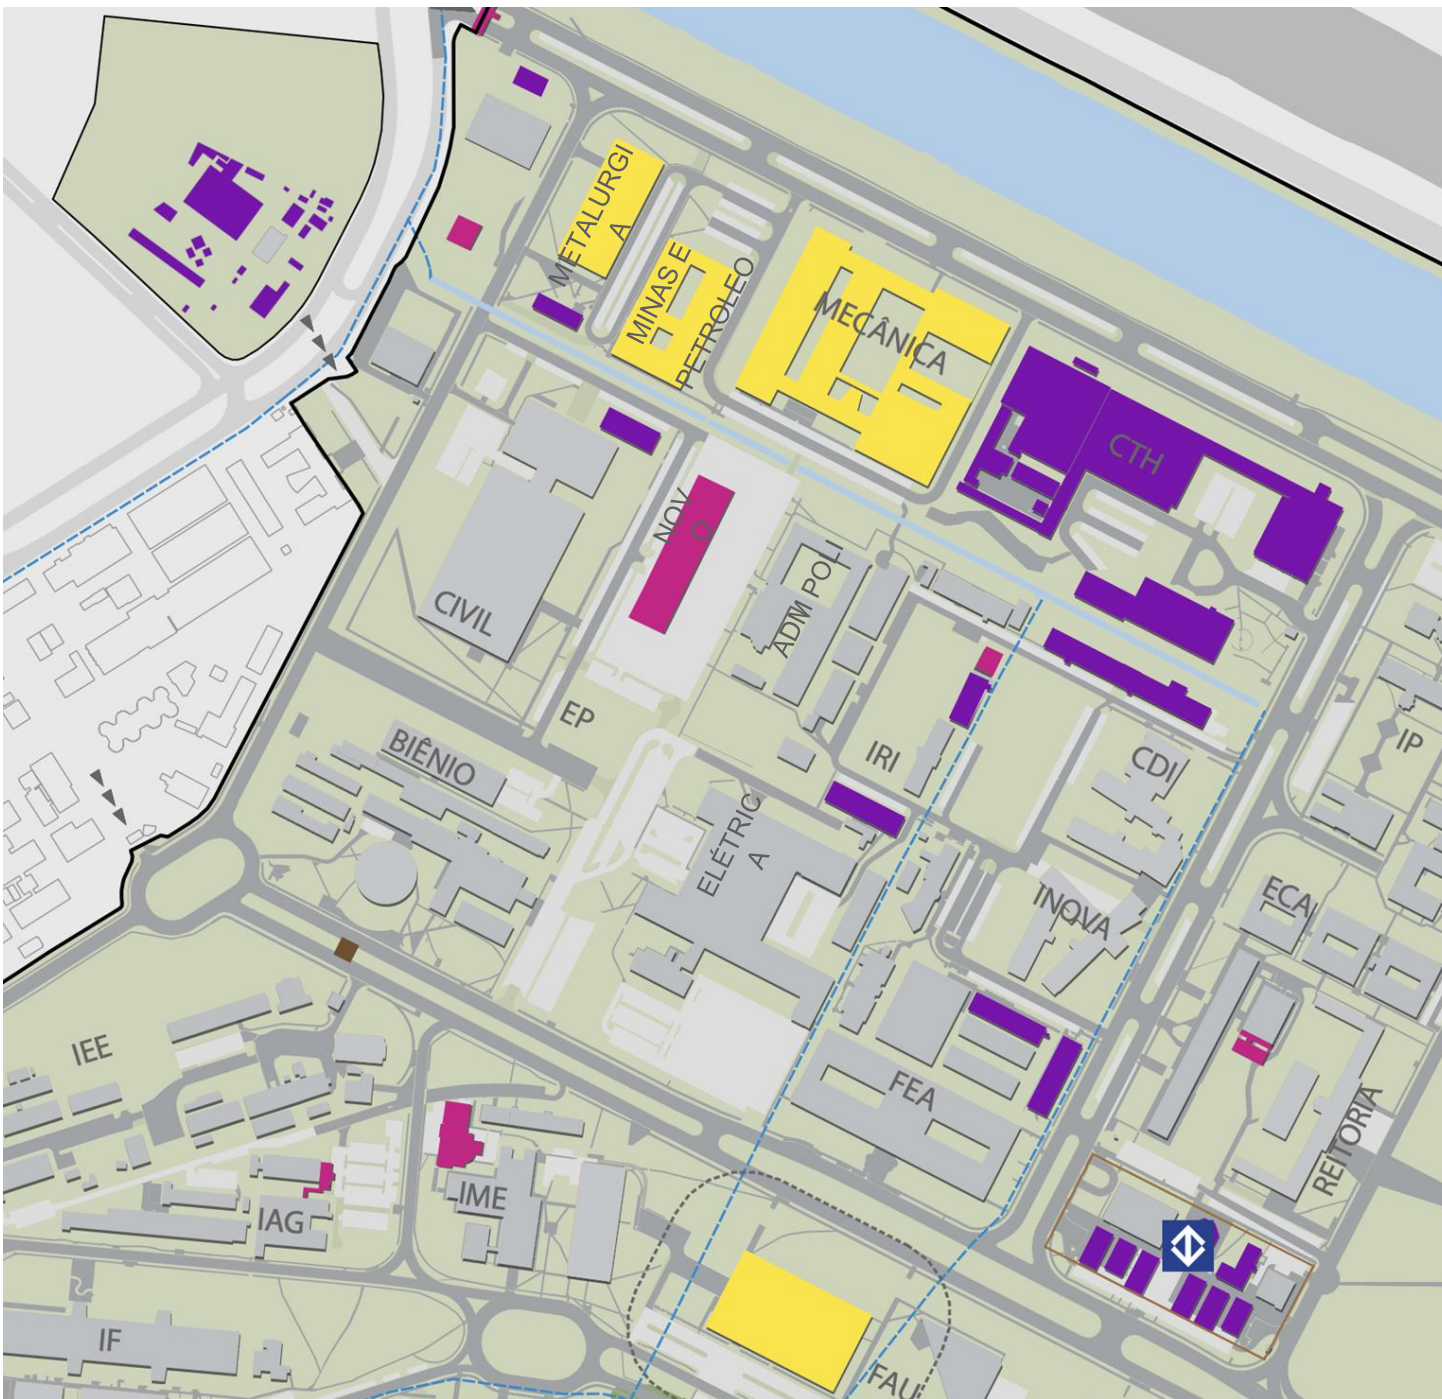 METALURGI
A
MINAS E
PETROLEO
MECÂNICA
CTH
NOV
O
ADM POLI
CIVIL
EP
BIÊNIO
IRI
CDI
IP
ELÉTRIC
A
INOVA
ECA
IEE
FEA
REITORIA
IME
IAG
IF
FAU